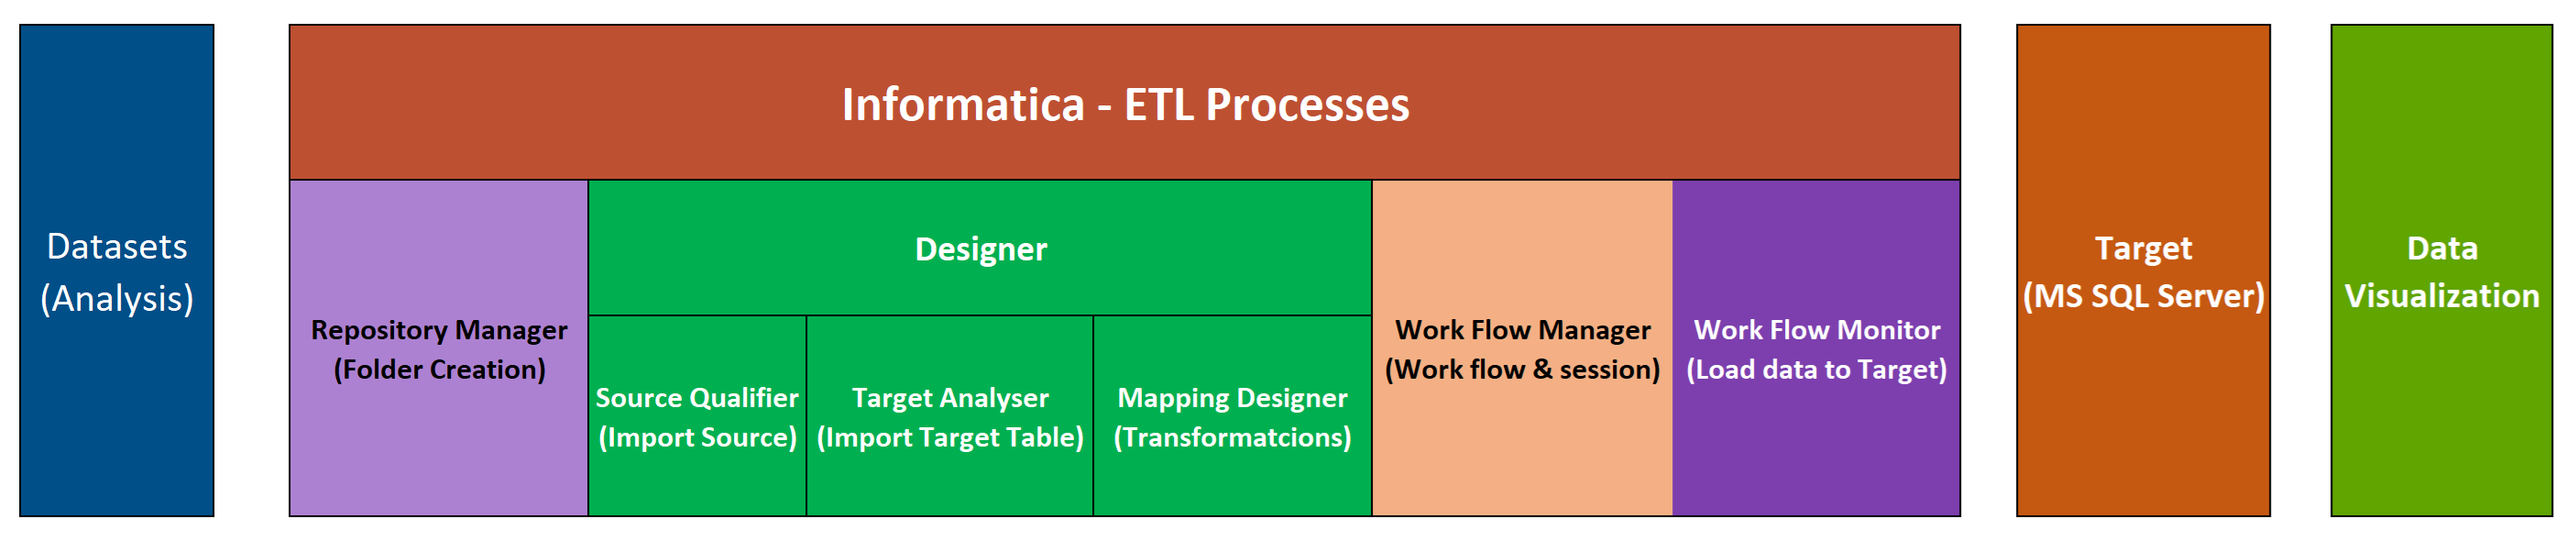 Datasets
(Analysis)
Informatica - ETL Processes
Repository Manager
(Folder Creation)
Designer
Source Qualifier
(Import Source)
Target Analyser
(Import Target Table)
Mapping Designer
(Transformatcions)
Work Flow Manager
(Work flow & session)
Work Flow Monitor
(Load data to Target)
Target
(MS SQL Server)
Data
Visualization